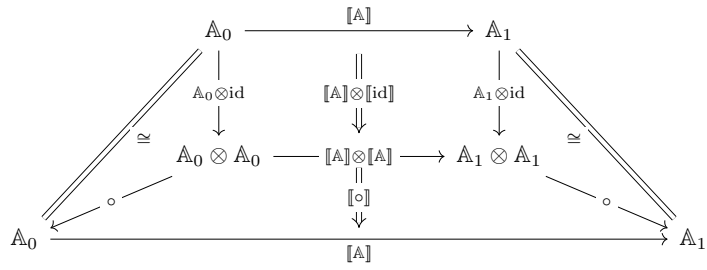 ⟦𝔸⟧
𝔸₀ 𝔸₁
𝔸₀⊗id ⟦𝔸⟧⊗⟦id⟧ 𝔸₁⊗id
≅ ≅
𝔸₀ ⊗ 𝔸₀ ⟦𝔸⟧⊗⟦𝔸⟧ 𝔸₁ ⊗ 𝔸₁
∘ ⟦∘⟧ ∘
𝔸₀ 𝔸₁
⟦𝔸⟧